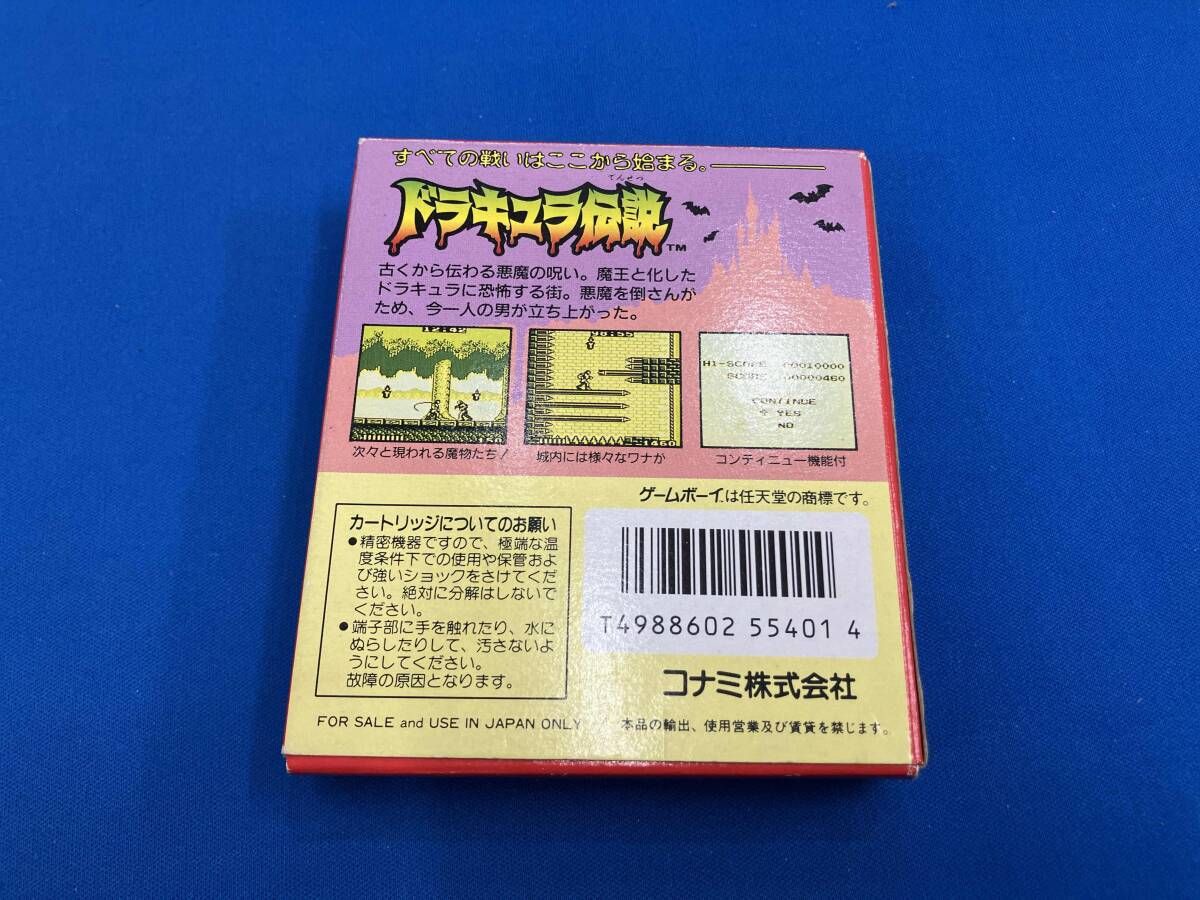 すべての戦いはここから始まる。
でんせつ
ドラキュラ伝説™
古くから伝わる悪魔の呪い。魔王と化した
ドラキュラに恐怖する街。悪魔を倒さんが
ため、今一人の男が立ち上がった。
12:42
HI-SCORE 00010000
SCORE 00000460
CONTINUE
YES
NO
次々と現われる魔物たち!
城内には様々なワナが
コンティニュー機能付
ゲームボーイ™は任天堂の商標です。
カートリッジについてのお願い
●精密機器ですので、極端な温
度条件下での使用や保管およ
び強いショックをさけてくだ
さい。絶対に分解はしないで
ください。
●端子部に手を触れたり、水に
ぬらしたりして、汚さないよ
うにしてください。
故障の原因となります。
T4988602 55401 4
コナミ株式会社
FOR SALE and USE IN JAPAN ONLY
本品の輸出、使用営業及び賃貸を禁じます。